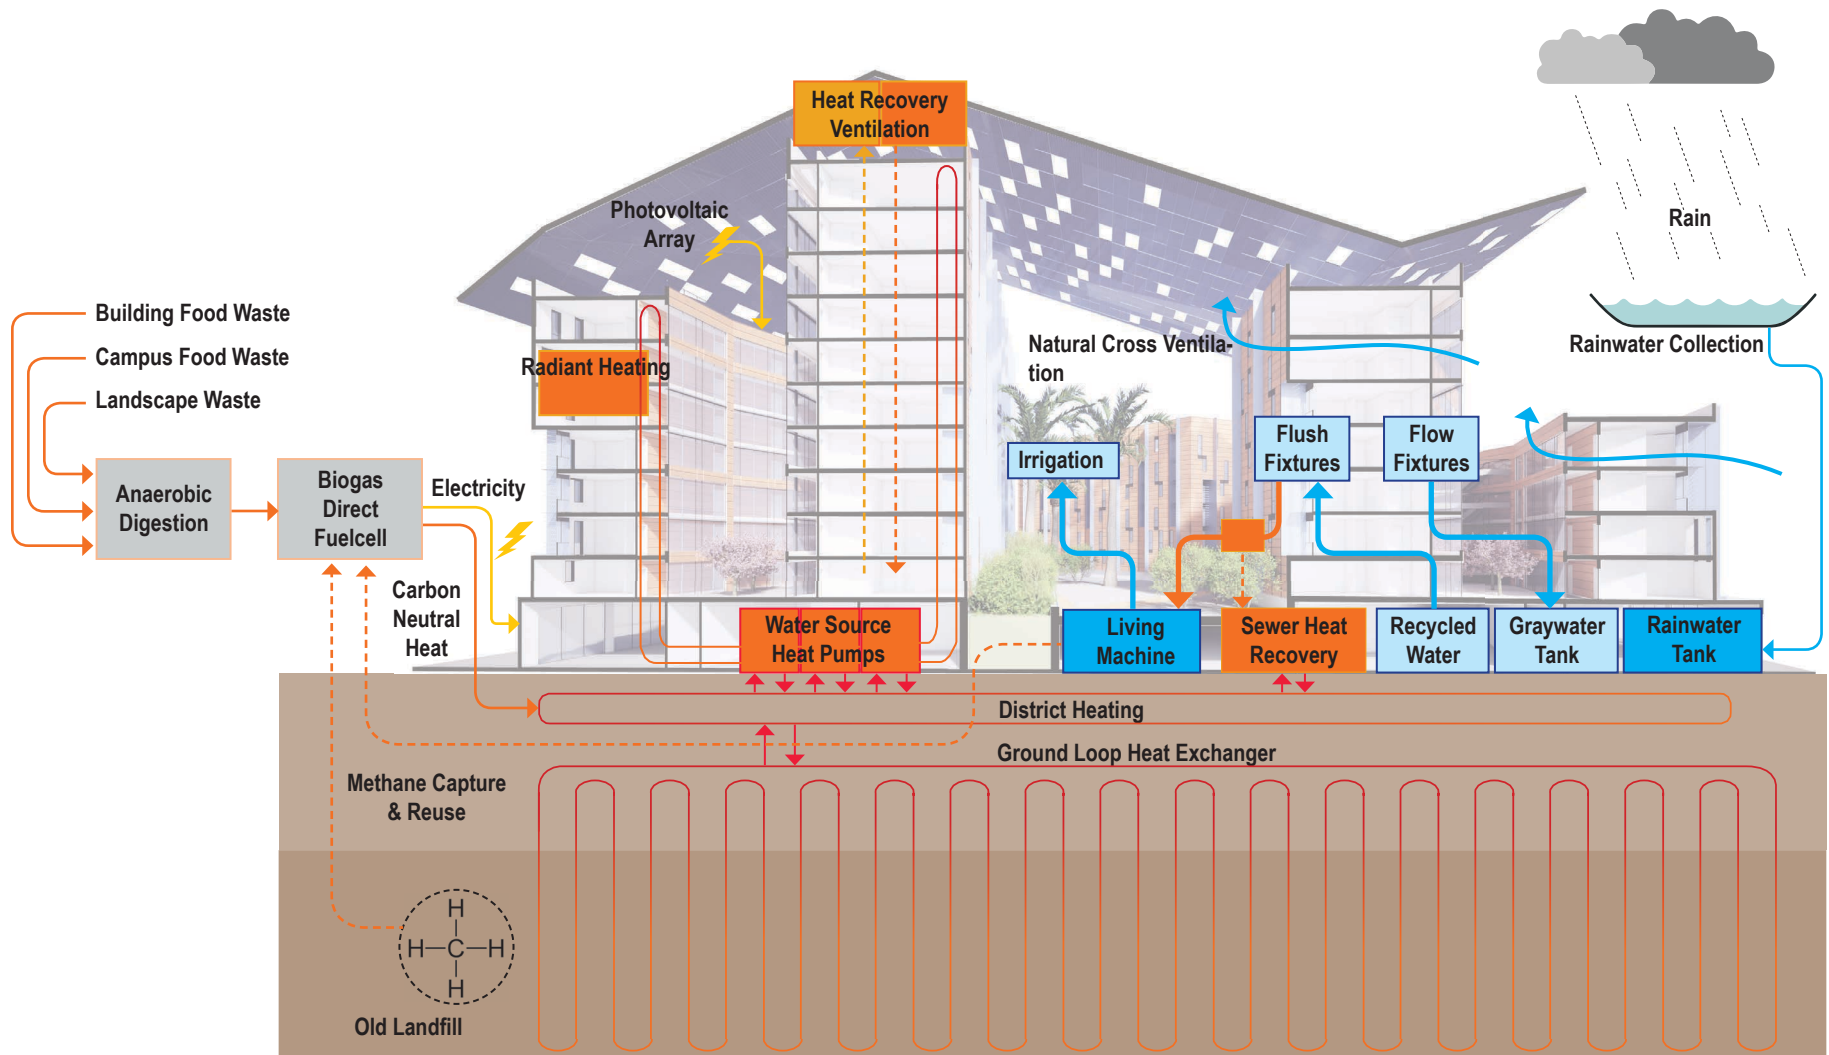 Heat Recovery
Ventilation
Photovoltaic
Array
Rain
Building Food Waste
Campus Food Waste
Landscape Waste
Radiant Heating
Natural Cross Ventila-
tion
Rainwater Collection
Flush
Fixtures
Flow
Fixtures
Irrigation
Anaerobic
Digestion
Biogas
Direct
Fuelcell
Electricity
Carbon
Neutral
Heat
Water Source
Heat Pumps
Living
Machine
Sewer Heat
Recovery
Recycled
Water
Graywater
Tank
Rainwater
Tank
District Heating
Ground Loop Heat Exchanger
Methane Capture
& Reuse
H
H C H
H
Old Landfill